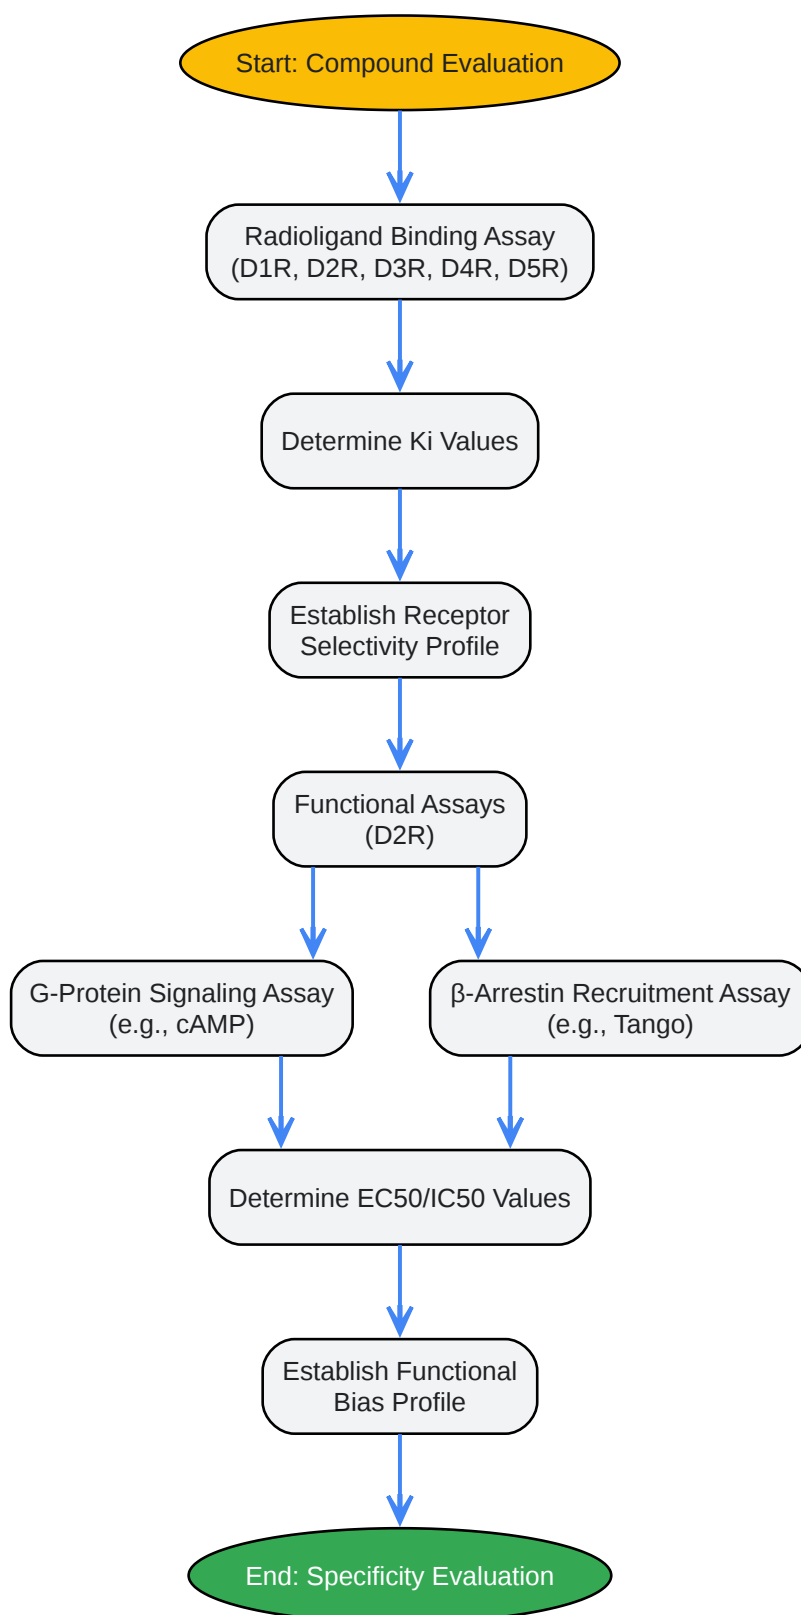 Start: Compound Evaluation
Radioligand Binding Assay
(D1R, D2R, D3R, D4R, D5R)
Determine Ki Values
Establish Receptor
Selectivity Profile
Functional Assays
(D2R)
G-Protein Signaling Assay
(e.g., cAMP)
β-Arrestin Recruitment Assay
(e.g., Tango)
Determine EC50/IC50 Values
Establish Functional
Bias Profile
End: Specificity Evaluation